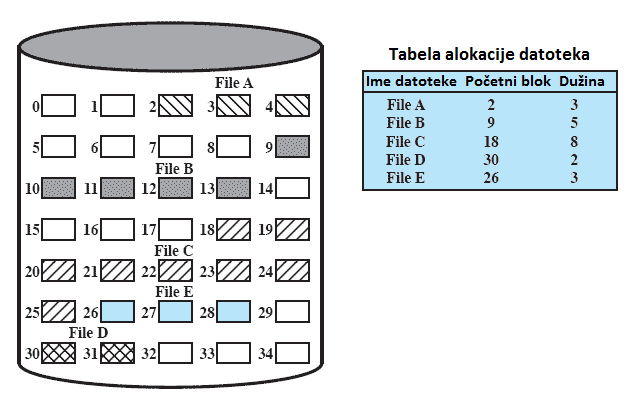 File A
0 1 2 3 4
5 6 7 8 9
File B
10 11 12 13 14
15 16 17 18 19
File C
20 21 22 23 24
File E
25 26 27 28 29
File D
30 31 32 33 34
Tabela alokacije datoteka
Ime datoteke Početni blok Dužina
File A 2 3
File B 9 5
File C 18 8
File D 30 2
File E 26 3